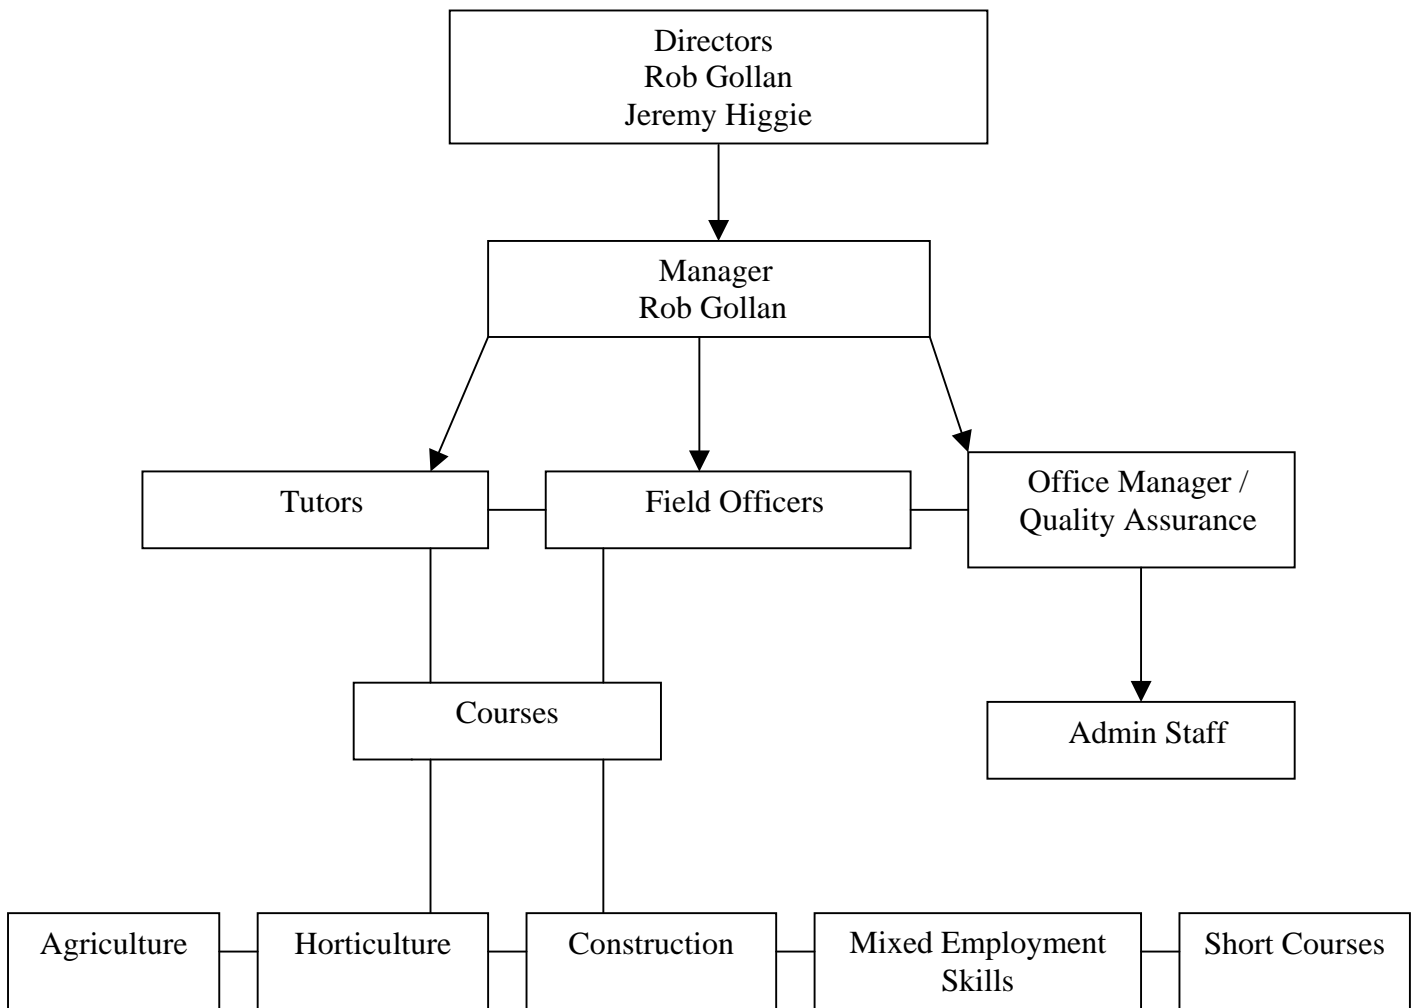 Directors
Rob Gollan
Jeremy Higgie
Manager
Rob Gollan
Tutors
Field Officers
Office Manager /
Quality Assurance
Courses
Admin Staff
Agriculture
Horticulture
Construction
Mixed Employment
Skills
Short Courses